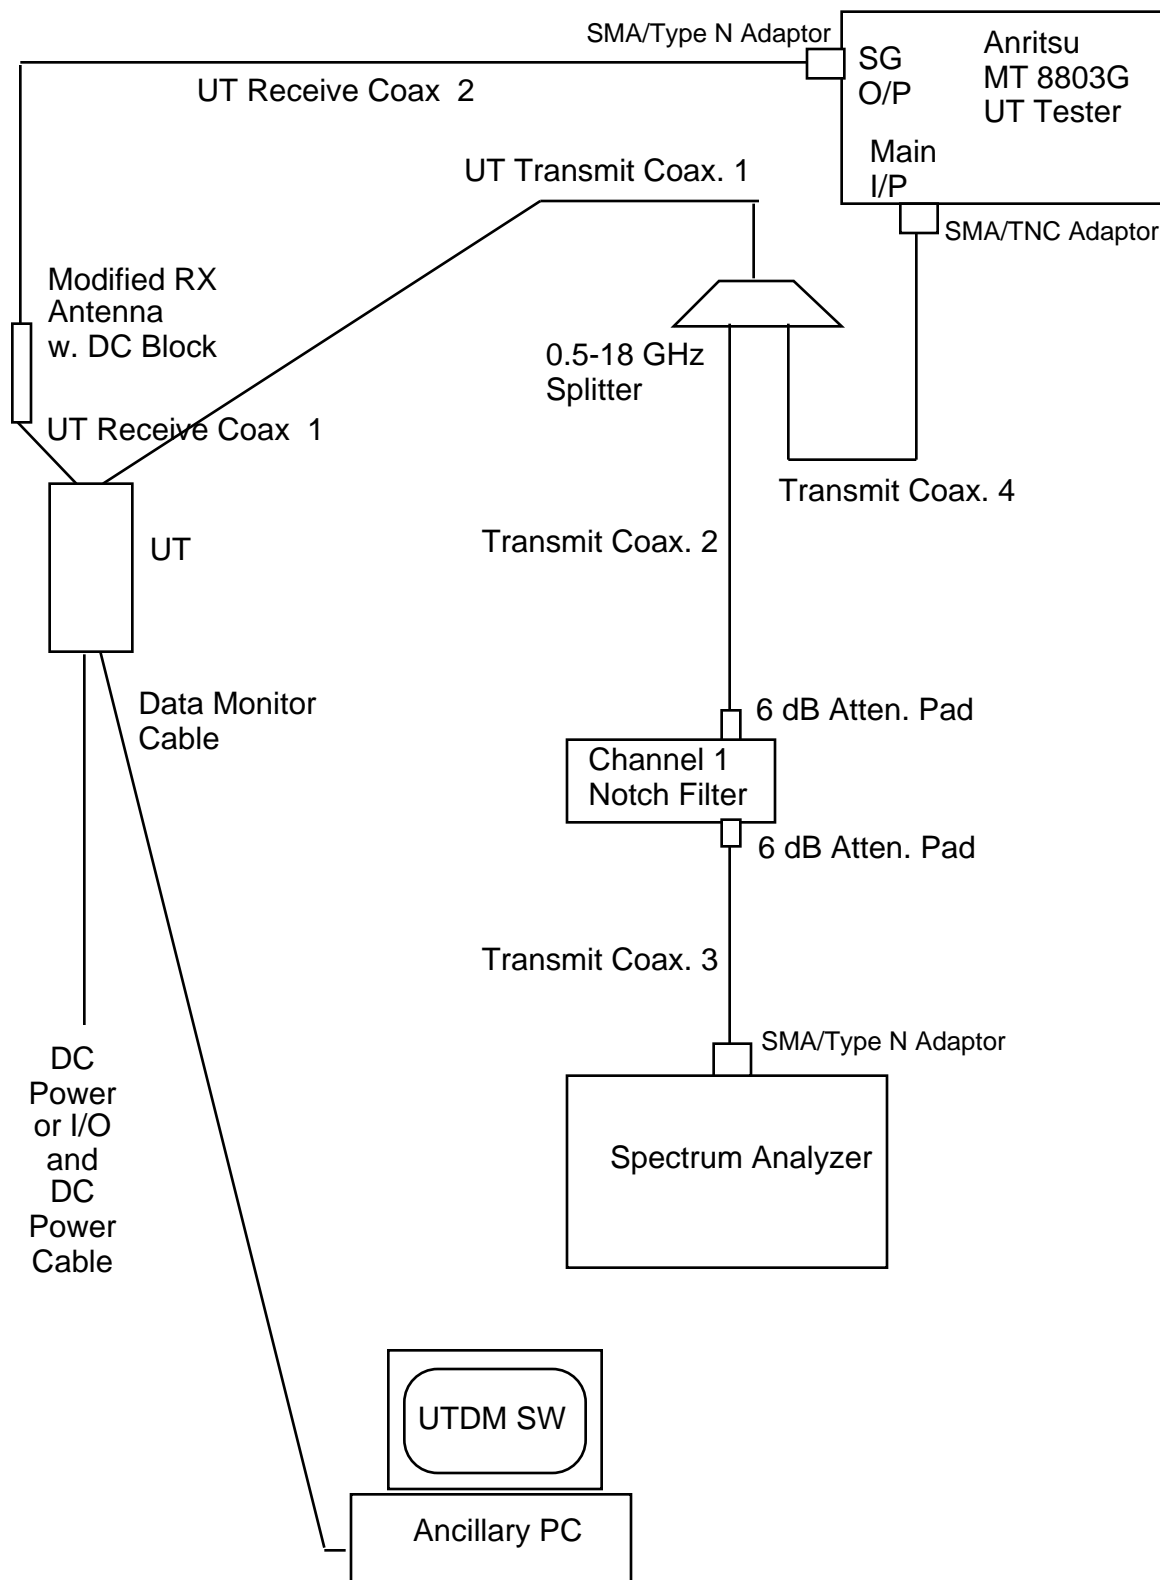 SMA/Type N Adaptor
SG
O/P
Anritsu
MT 8803G
UT Tester
UT Receive Coax 2
Main
I/P
UT Transmit Coax. 1
SMA/TNC Adaptor
Modified RX
Antenna
w. DC Block
0.5-18 GHz
Splitter
UT Receive Coax 1
Transmit Coax. 4
Transmit Coax. 2
UT
Data Monitor
Cable
6 dB Atten. Pad
Channel 1
Notch Filter
6 dB Atten. Pad
Transmit Coax. 3
SMA/Type N Adaptor
DC
Power
or I/O
and
DC
Power
Cable
Spectrum Analyzer
UTDM SW
Ancillary PC